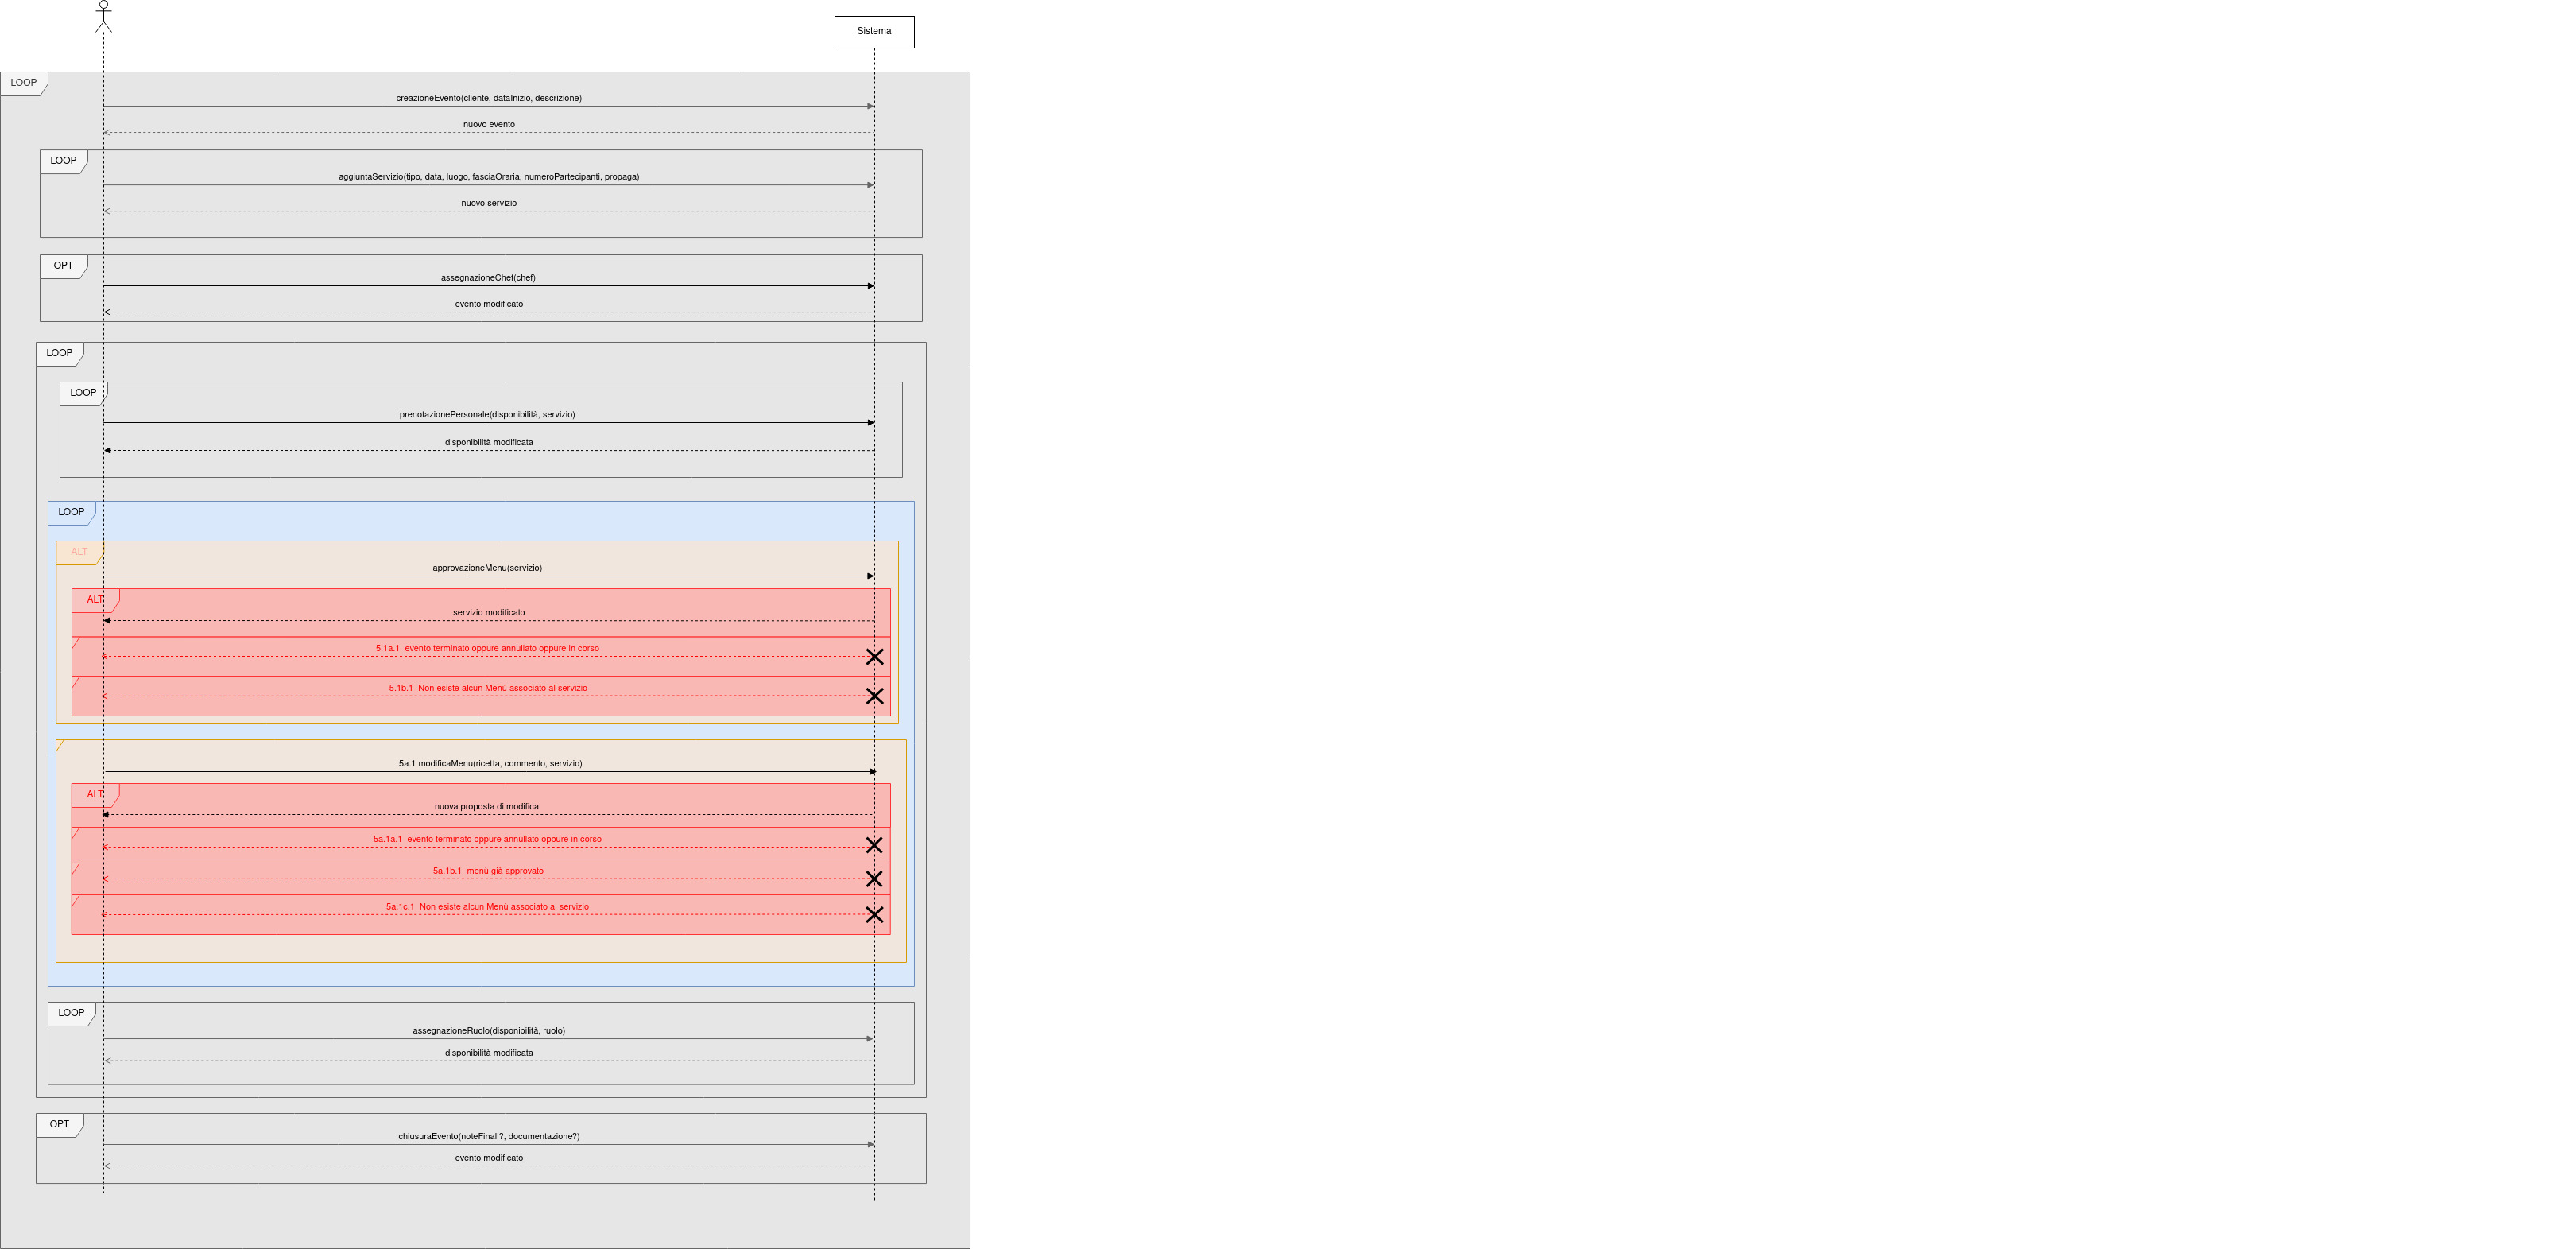 Sistema
LOOP
creazioneEvento(cliente, dataInizio, descrizione)
nuovo evento
LOOP
aggiuntaServizio(tipo, data, luogo, fasciaOraria, numeroPartecipanti, propaga)
nuovo servizio
OPT
assegnazioneChef(chef)
evento modificato
LOOP
LOOP
prenotazionePersonale(disponibilità, servizio)
disponibilità modificata
LOOP
ALT
approvazioneMenu(servizio)
ALT
servizio modificato
5.1a.1 evento terminato oppure annullato oppure in corso
5.1b.1 Non esiste alcun Menù associato al servizio
5a.1 modificaMenu(ricetta, commento, servizio)
ALT
nuova proposta di modifica
5a.1a.1 evento terminato oppure annullato oppure in corso
5a.1b.1 menù già approvato
5a.1c.1 Non esiste alcun Menù associato al servizio
LOOP
assegnazioneRuolo(disponibilità, ruolo)
disponibilità modificata
OPT
chiusuraEvento(noteFinali?, documentazione?)
evento modificato